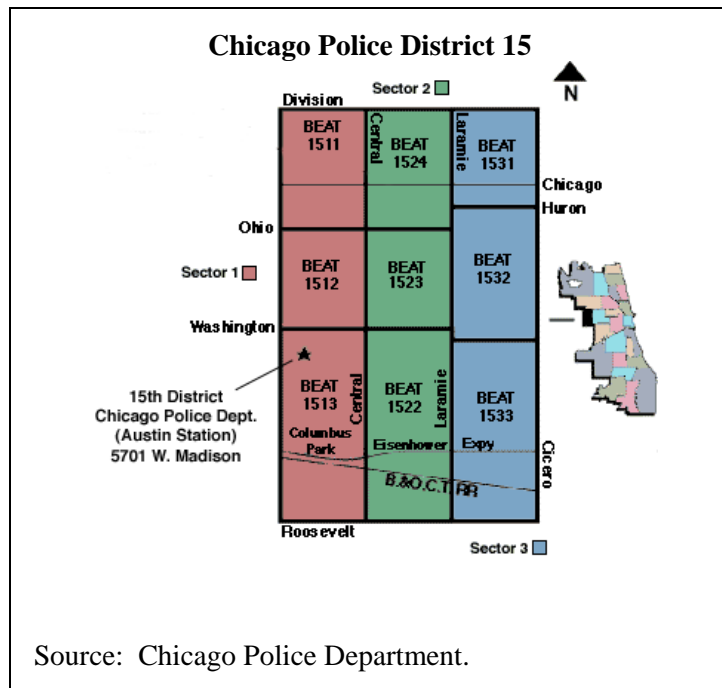 Chicago Police District 15
Sector 2
N
Division
BEAT
1511
Central
BEAT
1524
Laramie
BEAT
1531
Chicago
Huron
Ohio
Sector 1
BEAT
1512
BEAT
1523
BEAT
1532
Washington
15th District
Chicago Police Dept.
(Austin Station)
5701 W. Madison
BEAT
1513
Central
BEAT
1522
Laramie
BEAT
1533
Columbus
Park
Eisenhower
Expy
Cicero
B.&O.C.T. RR
Roosevelt
Sector 3
Source: Chicago Police Department.